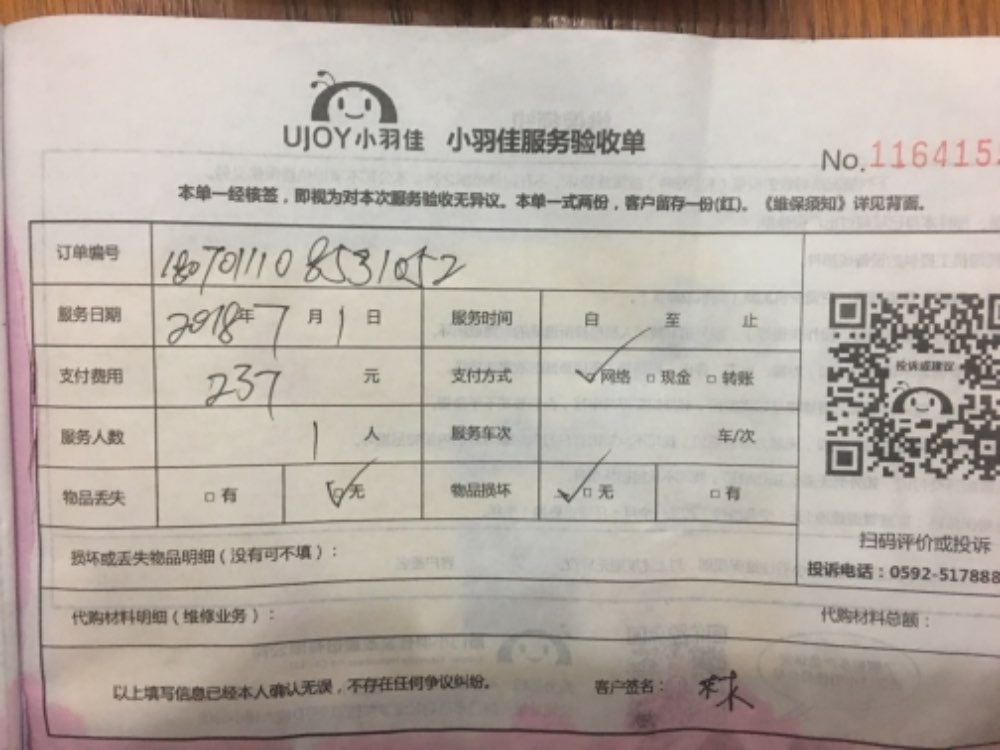 UJOY小羽佳 小羽佳服务验收单
No. 116415
本单一经核签，即视为对本次服务验收无异议。本单一式两份，客户留存一份(红)。《维保须知》详见背面。
订单编号 180701110 8531052
服务日期 2018年7月1日 服务时间 自 至 止
支付费用 237 元 支付方式 ☑网络 □现金 □转账
服务人数 1 人 服务车次 车/次
投诉或建议
物品丢失 □有 ☑无 物品损坏 ☑无 □有
扫码评价或投诉
损坏或丢失物品明细（没有可不填）：
投诉电话：0592-517888
代购材料明细（维修业务）： 代购材料总额：
以上填写信息已经本人确认无误，不存在任何争议纠纷。 客户签名： 林